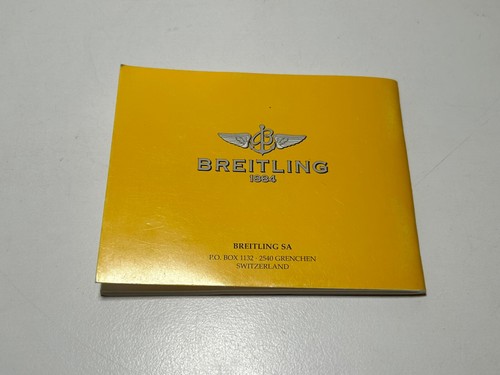 BREITLING
1884
BREITLING SA
P.O. BOX 1132 · 2540 GRENCHEN
SWITZERLAND